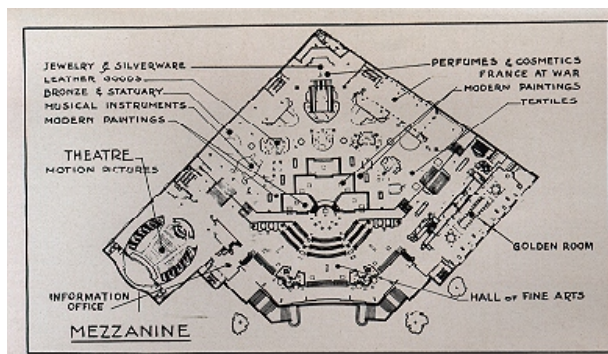 JEWELRY & SILVERWARE
LEATHER GOODS
BRONZE & STATUARY
MUSICAL INSTRUMENTS
MODERN PAINTINGS
THEATRE
MOTION PICTURES
INFORMATION
OFFICE
MEZZANINE
PERFUMES & COSMETICS
FRANCE AT WAR
MODERN PAINTINGS
TEXTILES
GOLDEN ROOM
HALL OF FINE ARTS